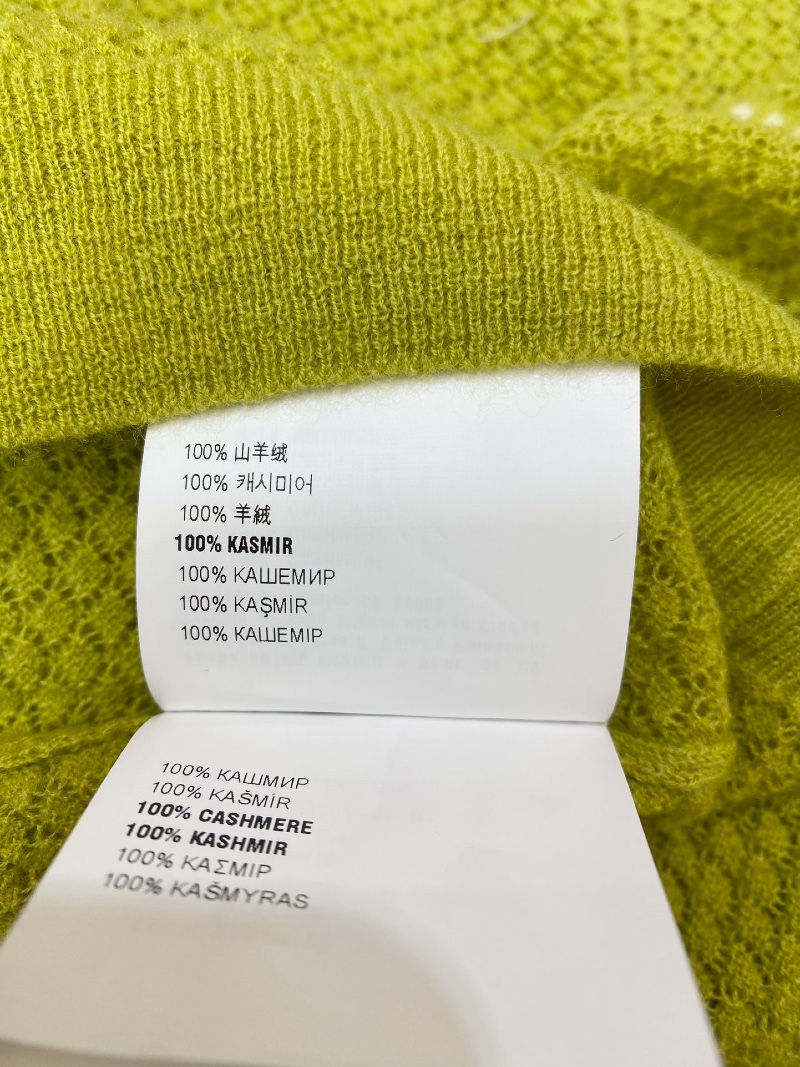 100% 山羊绒
100% 캐시미어
100% 羊絨
100% KASMIR
100% КАШЕМИР
100% KAŞMİR
100% КАШЕМІР
100% КАШМИР
100% KAŠMÍR
100% CASHMERE
100% KASHMIR
100% ΚΑΣΜΙΡ
100% KAŠMYRAS